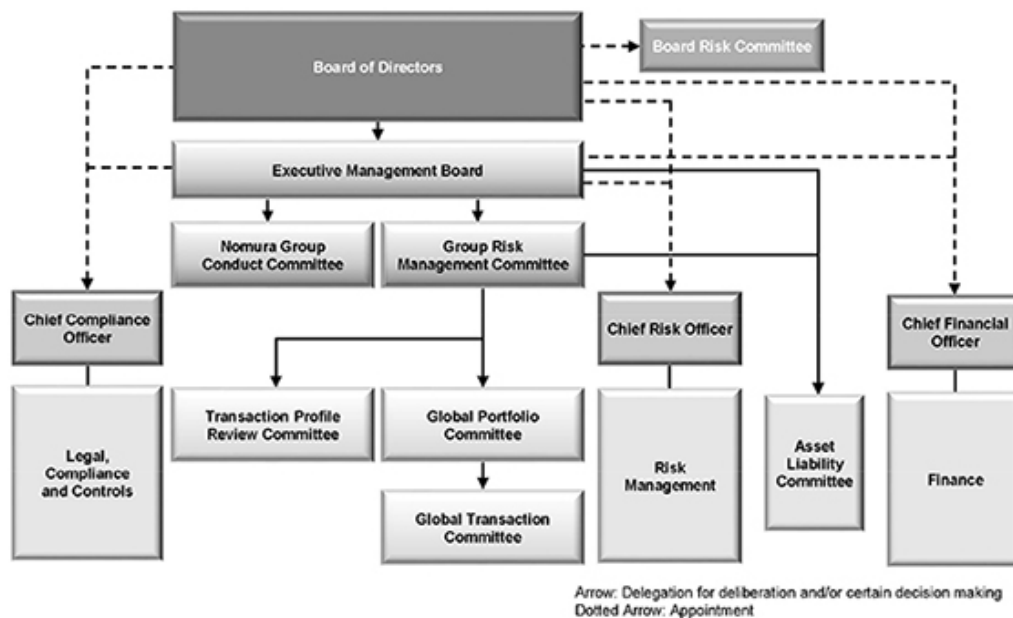 Board of Directors
Board Risk Committee
Executive Management Board
Nomura Group
Conduct Committee
Group Risk
Management Committee
Chief Compliance
Officer
Chief Risk Officer
Chief Financial
Officer
Legal,
Compliance
and Controls
Transaction Profile
Review Committee
Global Portfolio
Committee
Risk
Management
Asset
Liability
Committee
Finance
Global Transaction
Committee
Arrow: Delegation for deliberation and/or certain decision making
Dotted Arrow: Appointment